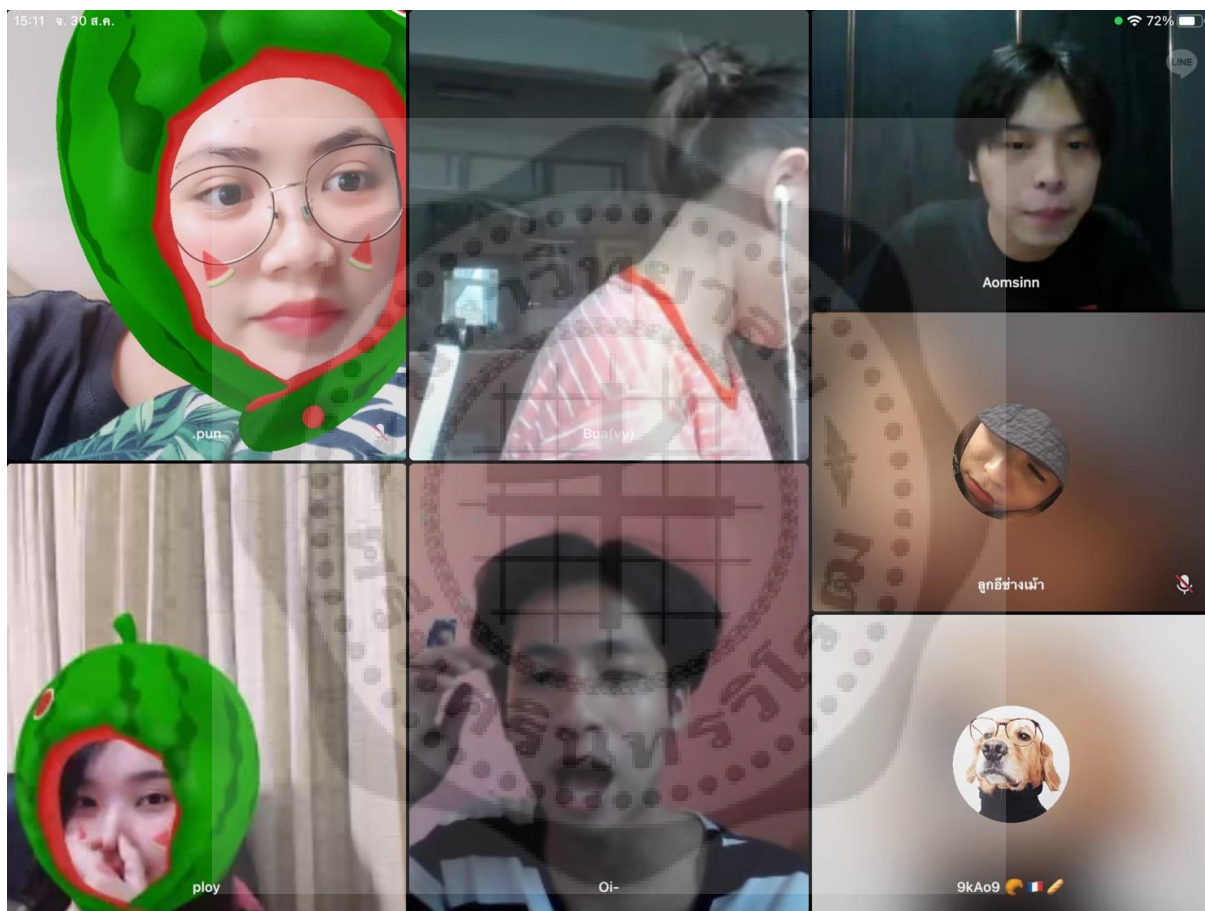 15:11 จ. 30 ส.ค.
72%
LINE
Aomsinn
.pun
Bua(vy)
ลูกอีช่างเม้า
ploy
Oi-
9kAo9 🥐 🇫🇷 🥖